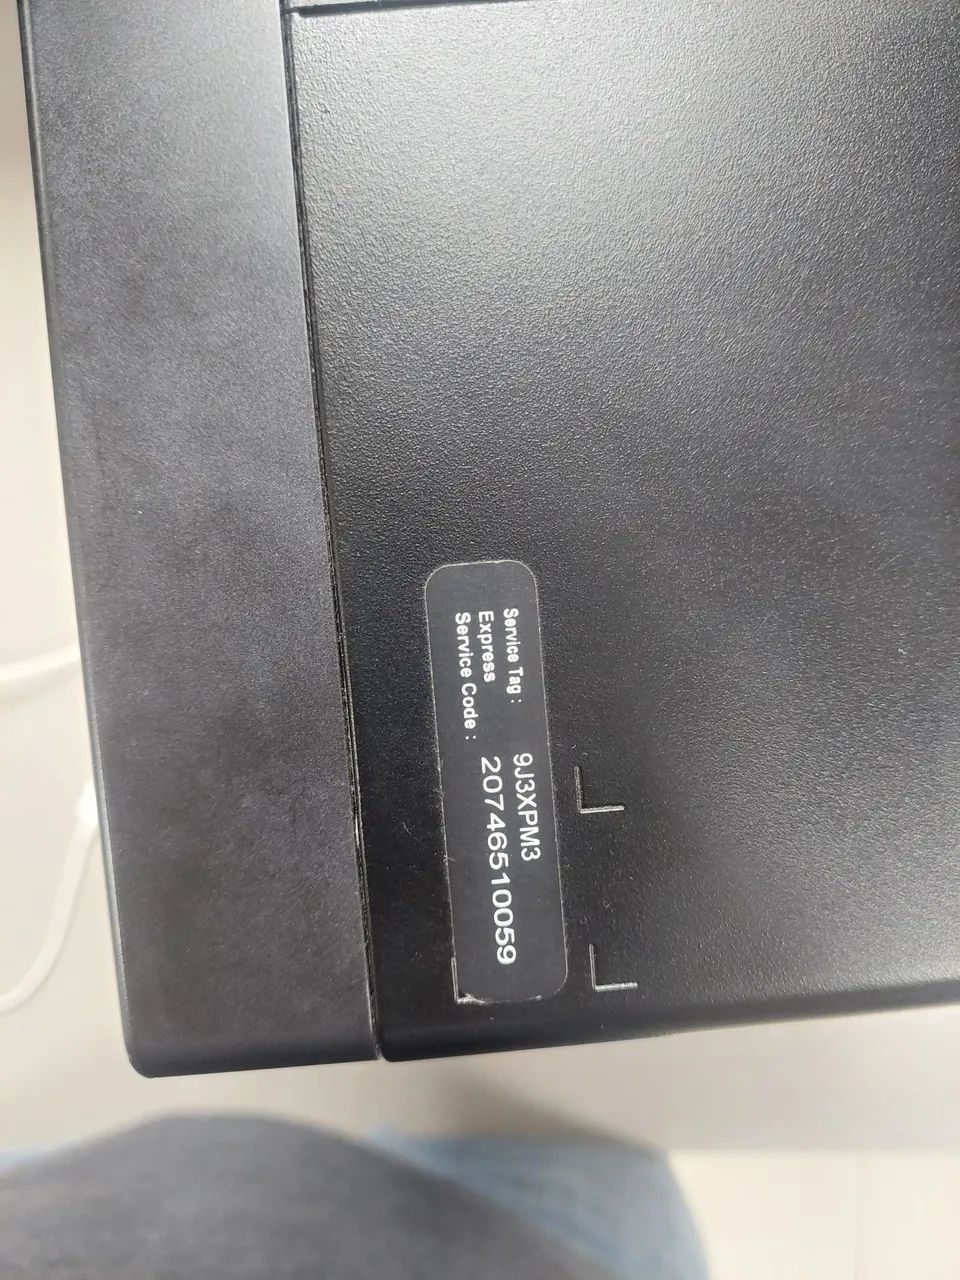 Service Tag : 9J3XPM3
Express
Service Code : 20746510059